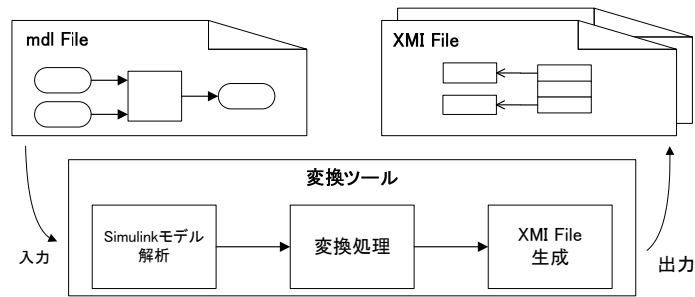 mdl File
XMI File
変換ツール
Simulinkモデル
解析
変換処理
XMI File
生成
入力
出力